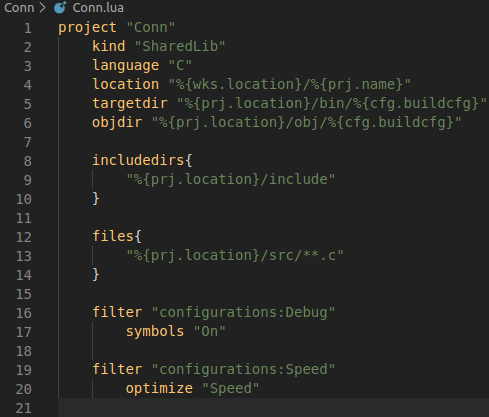 Conn > Conn.lua
1 project "Conn"
2     kind "SharedLib"
3     language "C"
4     location "%{wks.location}/%{prj.name}"
5     targetdir "%{prj.location}/bin/%{cfg.buildcfg}"
6     objdir "%{prj.location}/obj/%{cfg.buildcfg}"
7
8     includedirs{
9         "%{prj.location}/include"
10     }
11
12     files{
13         "%{prj.location}/src/**.c"
14     }
15
16     filter "configurations:Debug"
17         symbols "On"
18
19     filter "configurations:Speed"
20         optimize "Speed"
21